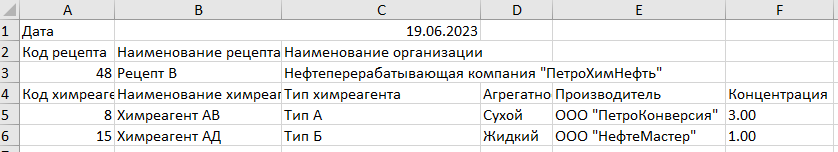 A B C D E F
1 Дата 19.06.2023
2 Код рецепта Наименование рецепта Наименование организации
3 48 Рецепт В Нефтеперерабатывающая компания "ПетроХимНефть"
4 Код химреаге Наименование химреаг Тип химреагента Агрегатно Производитель Концентрация
5 8 Химреагент АВ Тип А Сухой ООО "ПетроКонверсия" 3.00
6 15 Химреагент АД Тип Б Жидкий ООО "НефтеМастер" 1.00